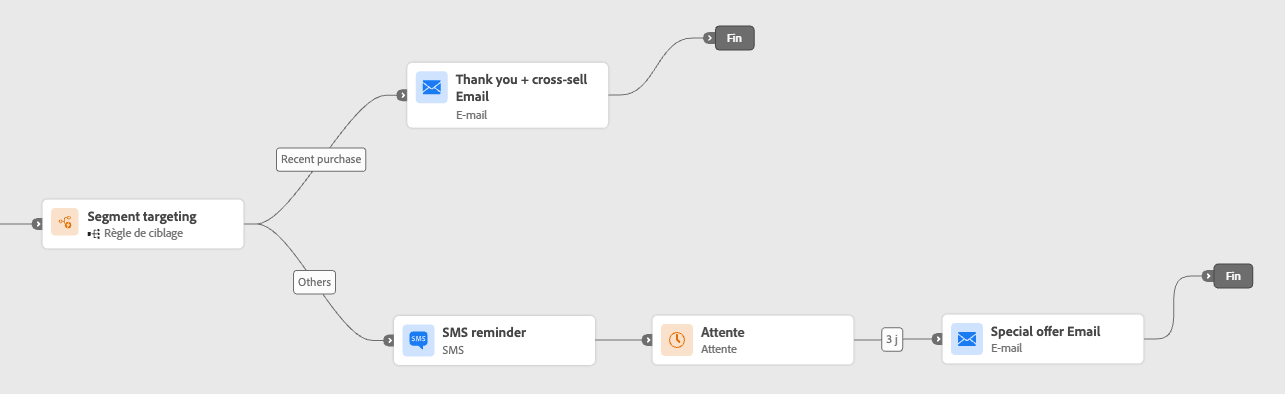 Fin
Thank you + cross-sell
Email
E-mail
Recent purchase
Segment targeting
Règle de ciblage
Others
Fin
SMS
SMS reminder
SMS
Attente
Attente
3 j
Special offer Email
E-mail